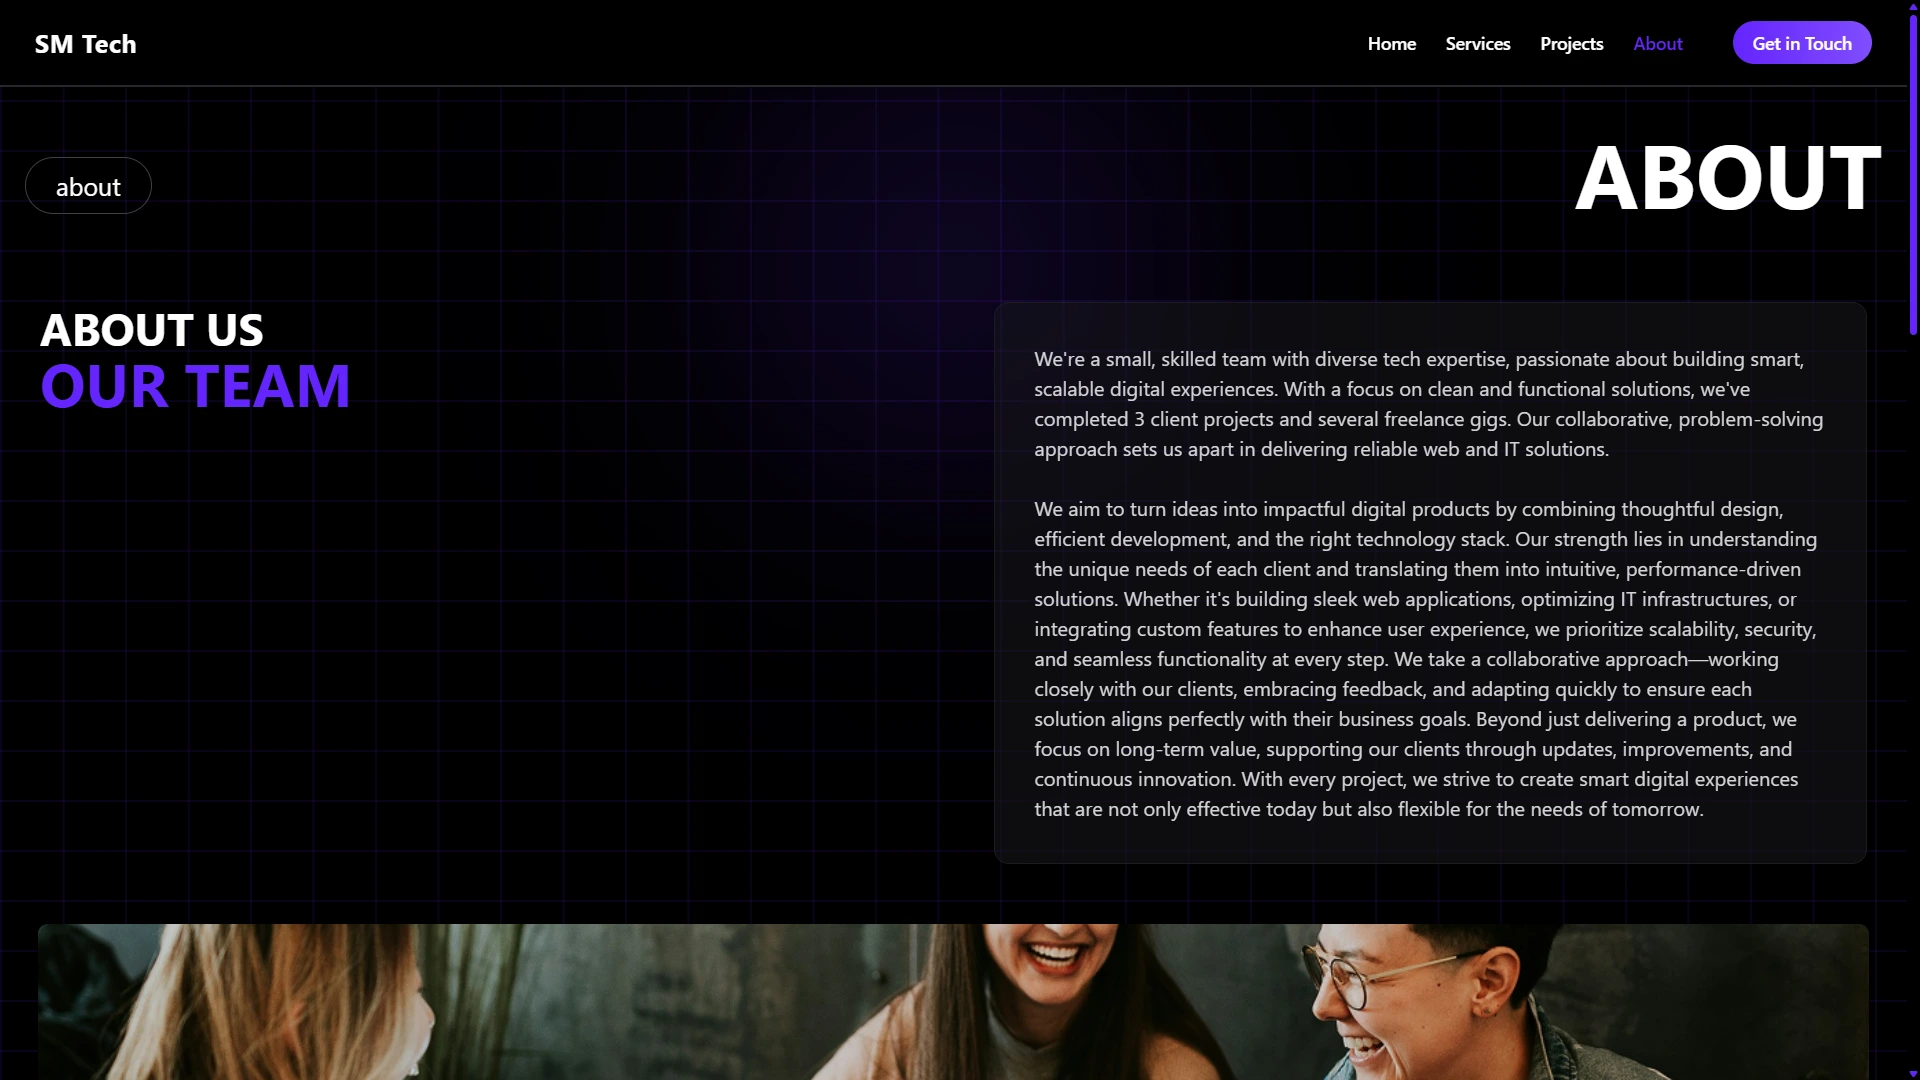 SM Tech
Home
Services
Projects
About
Get in Touch
about
ABOUT
ABOUT US
OUR TEAM
We're a small, skilled team with diverse tech expertise, passionate about building smart,
scalable digital experiences. With a focus on clean and functional solutions, we've
completed 3 client projects and several freelance gigs. Our collaborative, problem-solving
approach sets us apart in delivering reliable web and IT solutions.
We aim to turn ideas into impactful digital products by combining thoughtful design,
efficient development, and the right technology stack. Our strength lies in understanding
the unique needs of each client and translating them into intuitive, performance-driven
solutions. Whether it's building sleek web applications, optimizing IT infrastructures, or
integrating custom features to enhance user experience, we prioritize scalability, security,
and seamless functionality at every step. We take a collaborative approach—working
closely with our clients, embracing feedback, and adapting quickly to ensure each
solution aligns perfectly with their business goals. Beyond just delivering a product, we
focus on long-term value, supporting our clients through updates, improvements, and
continuous innovation. With every project, we strive to create smart digital experiences
that are not only effective today but also flexible for the needs of tomorrow.